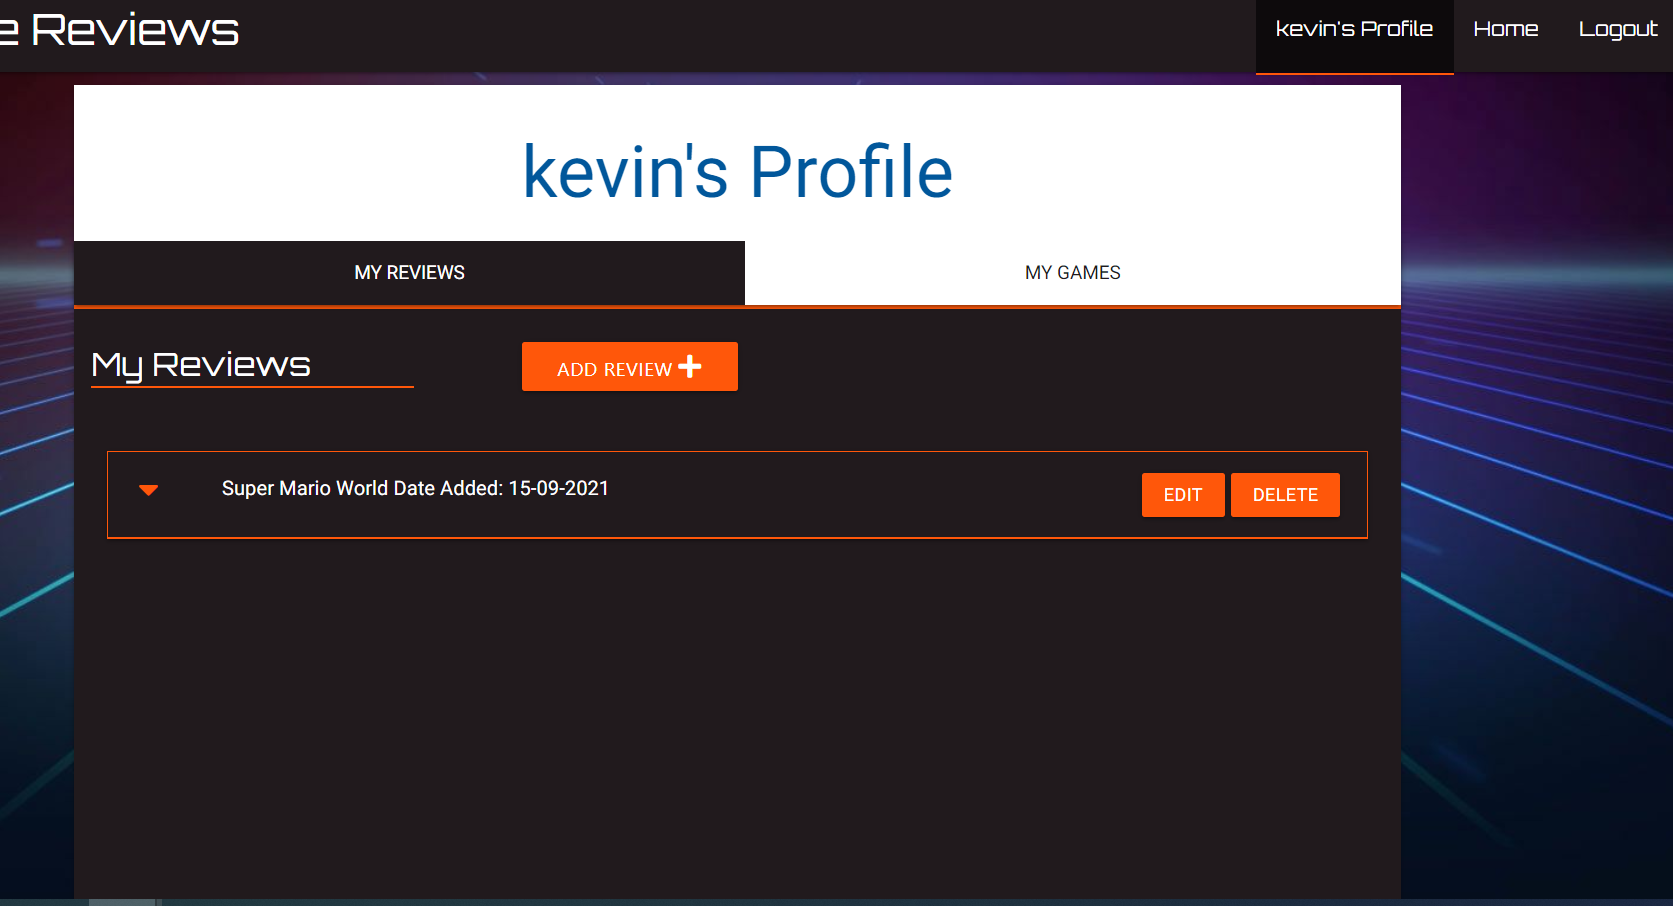 e Reviews
kevin's Profile
Home
Logout
kevin's Profile
MY REVIEWS
MY GAMES
My Reviews
ADD REVIEW
Super Mario World Date Added: 15-09-2021
EDIT
DELETE